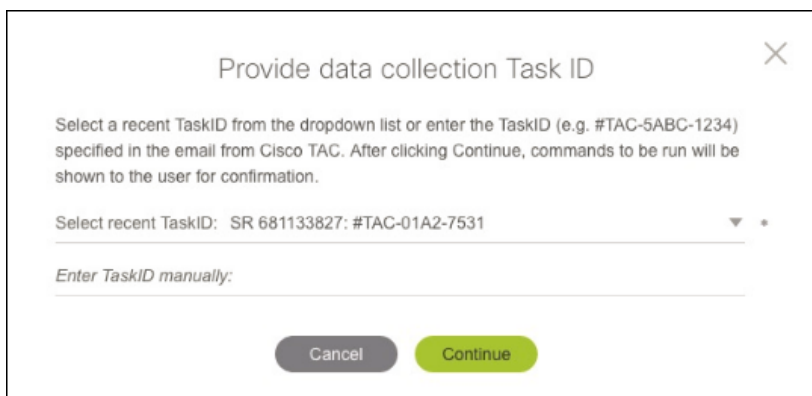 Provide data collection Task ID
Select a recent TaskID from the dropdown list or enter the TaskID (e.g. #TAC-5ABC-1234)
specified in the email from Cisco TAC. After clicking Continue, commands to be run will be
shown to the user for confirmation.
Select recent TaskID: SR 681133827: #TAC-01A2-7531
Enter TaskID manually:
Cancel Continue